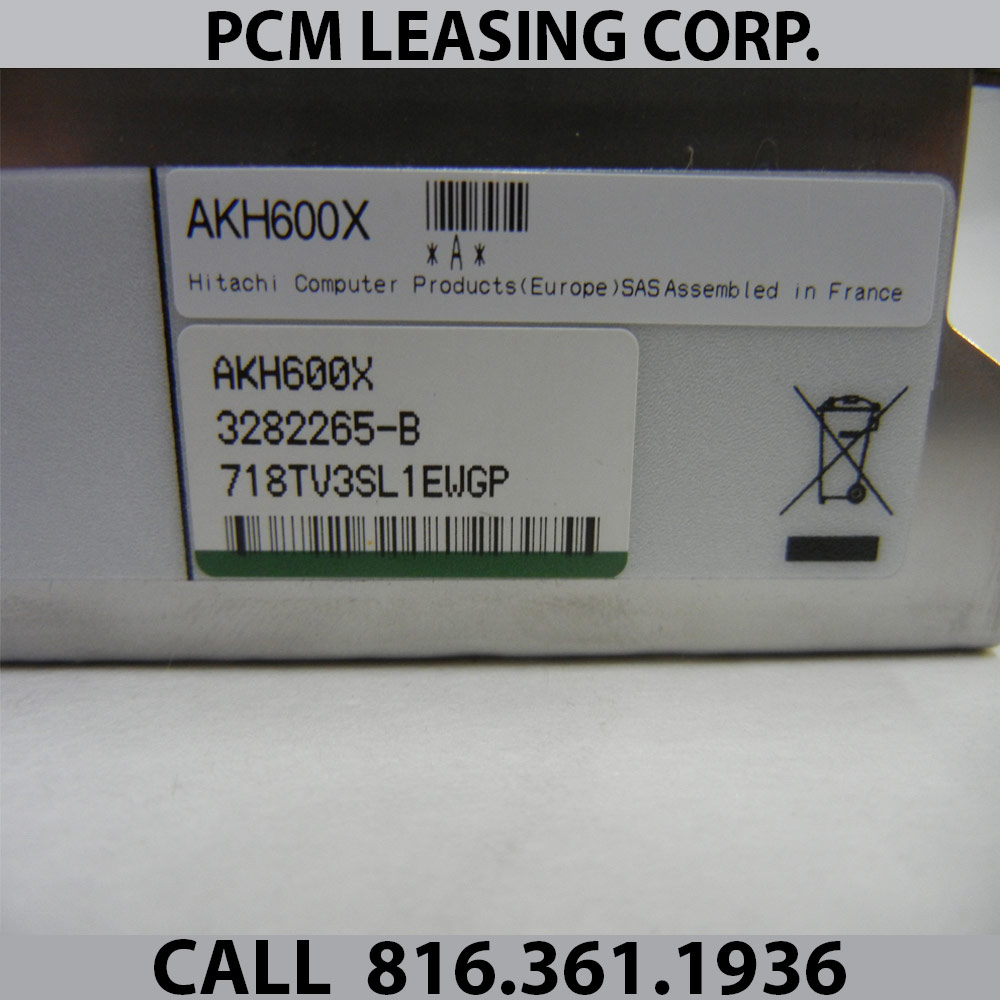 PCM LEASING CORP.
AKH600X
*A*
Hitachi Computer Products(Europe)SAS Assembled in France
AKH600X
3282265-B
718TV3SL1EWGP
CALL 816.361.1936